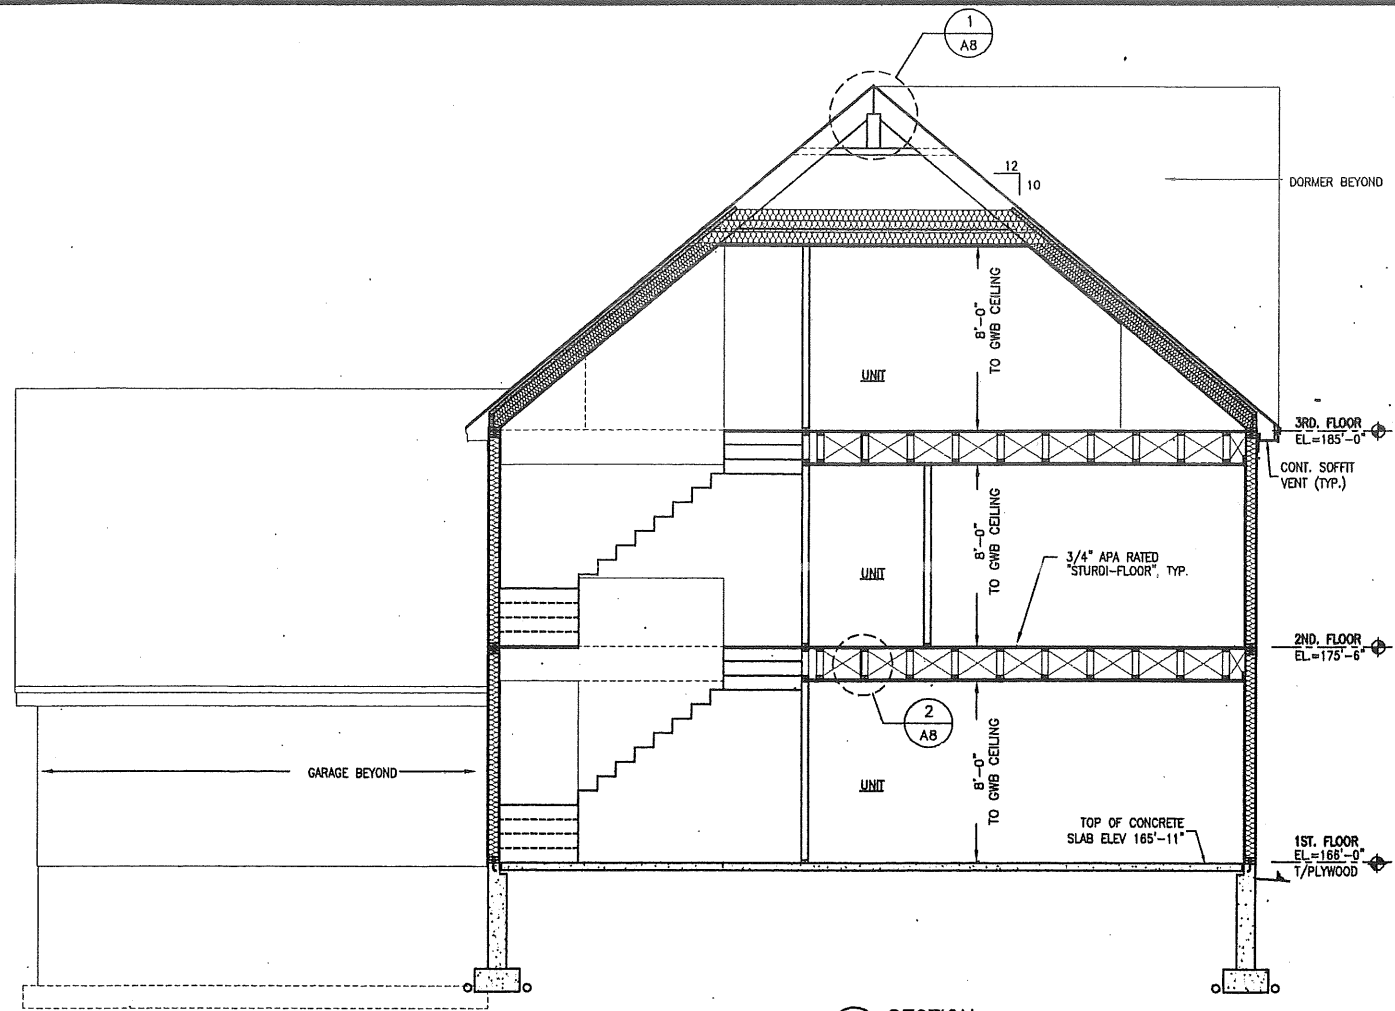 1
A8
12
10
DORMER BEYOND
8'-0"
TO GWB CEILING
UNIT
3RD. FLOOR
EL.=185'-0"
CONT. SOFFIT
VENT (TYP.)
8'-0"
TO GWB CEILING
3/4" APA RATED
"STURDI-FLOOR", TYP.
UNIT
2ND. FLOOR
EL.=175'-6"
2
A8
8'-0"
TO GWB CEILING
GARAGE BEYOND
UNIT
TOP OF CONCRETE
SLAB ELEV 165'-11"
1ST. FLOOR
EL.=166'-0"
T/PLYWOOD
SECTION